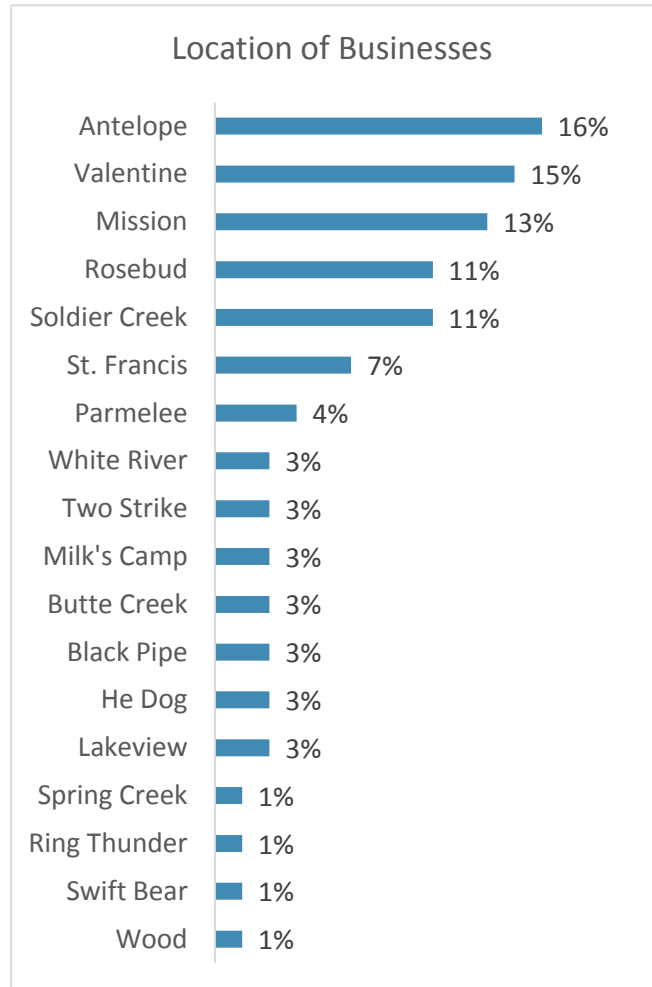 Location of Businesses
Antelope 16%
Valentine 15%
Mission 13%
Rosebud 11%
Soldier Creek 11%
St. Francis 7%
Parmelee 4%
White River 3%
Two Strike 3%
Milk's Camp 3%
Butte Creek 3%
Black Pipe 3%
He Dog 3%
Lakeview 3%
Spring Creek 1%
Ring Thunder 1%
Swift Bear 1%
Wood 1%